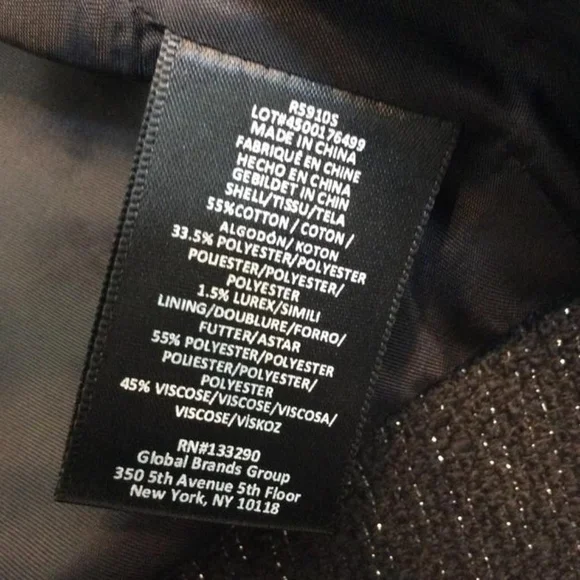 R5910S
LOT#4500176499
MADE IN CHINA
FABRIQUÉ EN CHINE
HECHO EN CHINA
GEBILDET IN CHIN
SHELL/TISSU/TELA
55%COTTON / COTON /
ALGODÓN/ KOTON
33.5% POLYESTER/POLYESTER
POLIESTER/POLYESTER/
POLYESTER
1.5% LUREX/SIMILI
LINING/DOUBLURE/FORRO/
FUTTER/ASTAR
55% POLYESTER/POLYESTER
POLIESTER/POLYESTER/
POLYESTER
45% VISCOSE/VISCOSE/VISCOSA/
VISCOSE/VİSKOZ
RN#133290
Global Brands Group
350 5th Avenue 5th Floor
New York, NY 10118